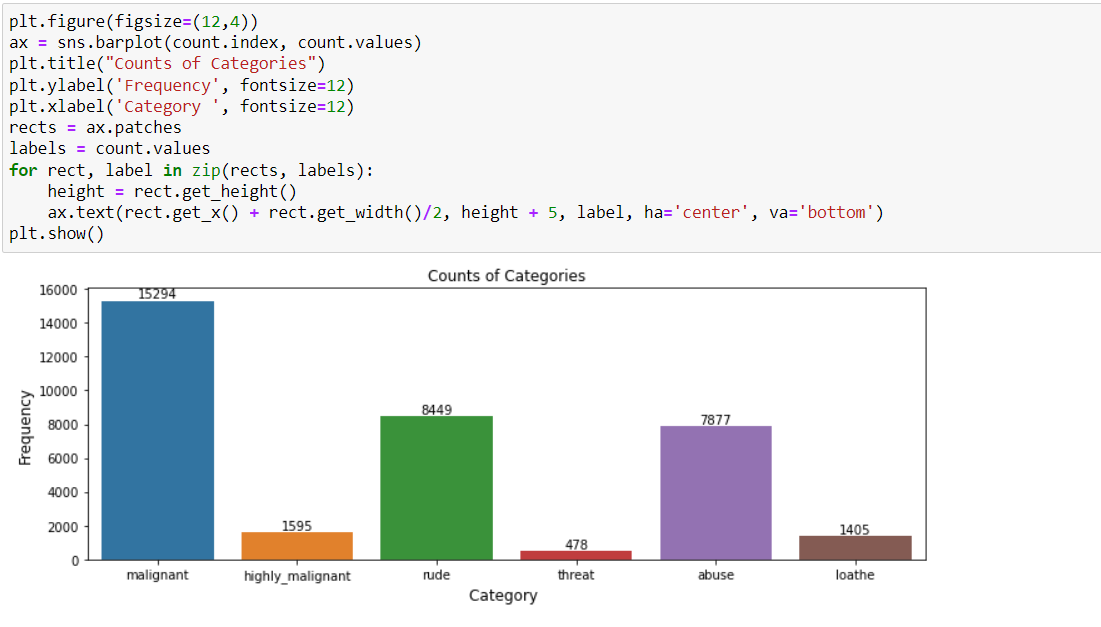 plt.figure(figsize=(12,4))
ax = sns.barplot(count.index, count.values)
plt.title("Counts of Categories")
plt.ylabel('Frequency', fontsize=12)
plt.xlabel('Category ', fontsize=12)
rects = ax.patches
labels = count.values
for rect, label in zip(rects, labels):
    height = rect.get_height()
    ax.text(rect.get_x() + rect.get_width()/2, height + 5, label, ha='center', va='bottom')
plt.show()
Counts of Categories
16000
15294
14000
12000
10000
8449
8000
7877
6000
4000
2000
1595
478
1405
0
Frequency
malignant highly_malignant rude threat abuse loathe
Category